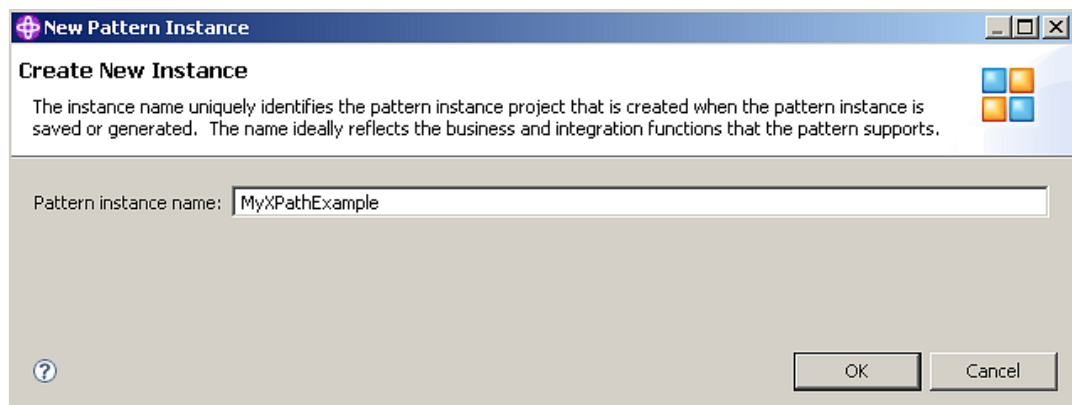 New Pattern Instance
Create New Instance
The instance name uniquely identifies the pattern instance project that is created when the pattern instance is
saved or generated. The name ideally reflects the business and integration functions that the pattern supports.
Pattern instance name: MyXPathExample
?
OK Cancel